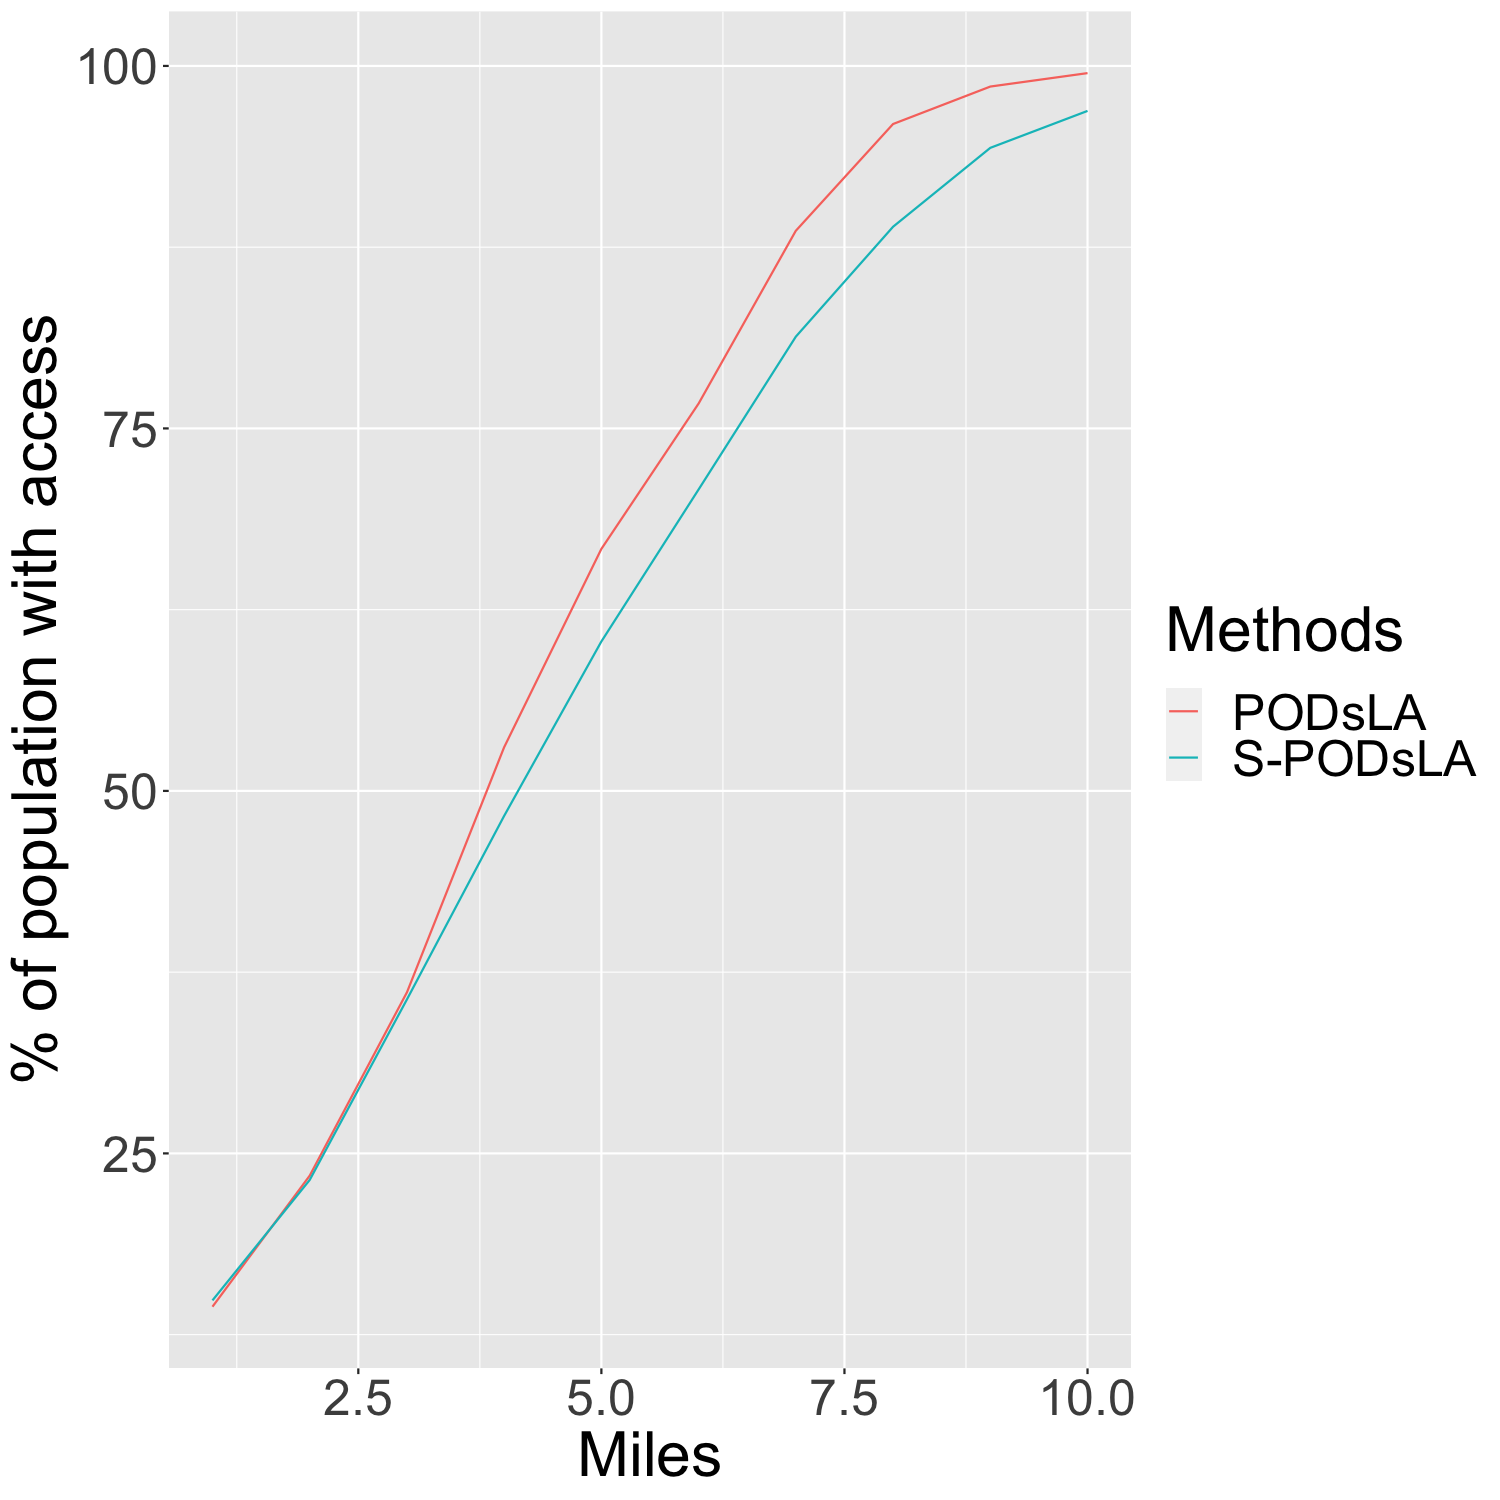 % of population with access
100
75
50
25
2.5 5.0 7.5 10.0
Miles
Methods
PODsLA
S-PODsLA